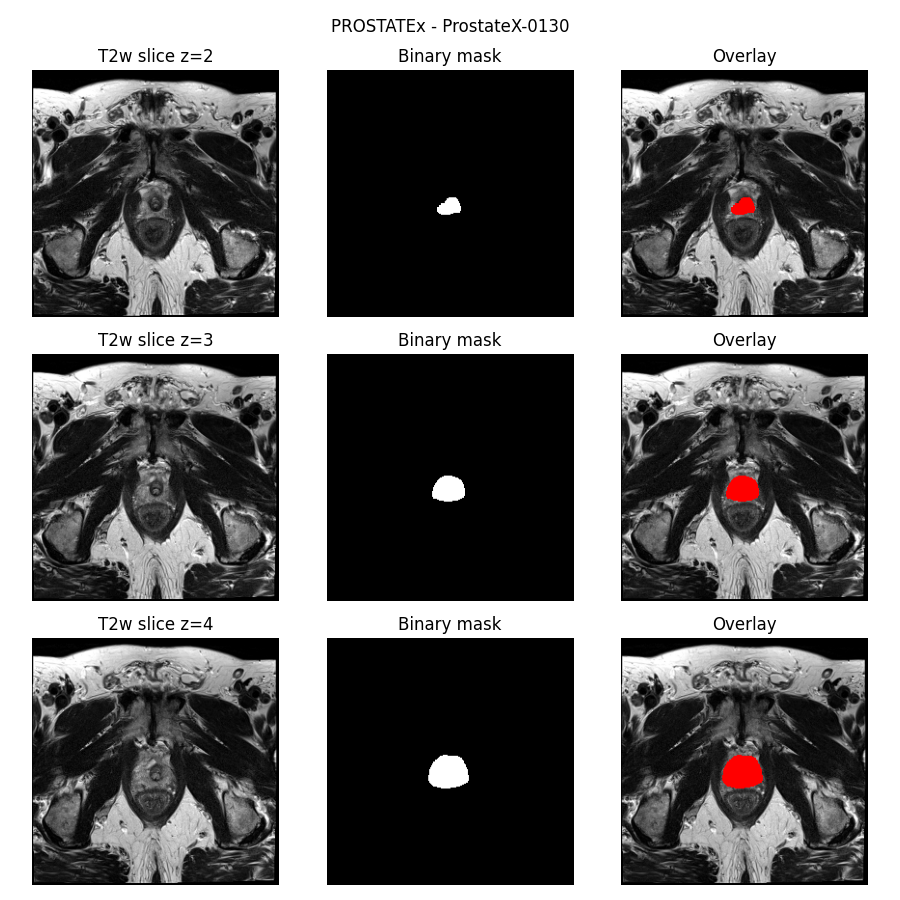 PROSTATEx - ProstateX-0130
T2w slice z=2
Binary mask
Overlay
T2w slice z=3
Binary mask
Overlay
T2w slice z=4
Binary mask
Overlay